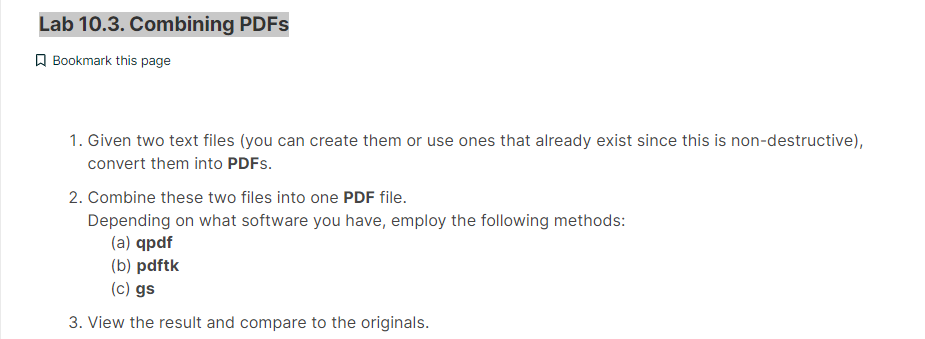 Lab 10.3. Combining PDFs
Bookmark this page
1. Given two text files (you can create them or use ones that already exist since this is non-destructive),
convert them into PDFs.
2. Combine these two files into one PDF file.
Depending on what software you have, employ the following methods:
(a) qpdf
(b) pdftk
(c) gs
3. View the result and compare to the originals.